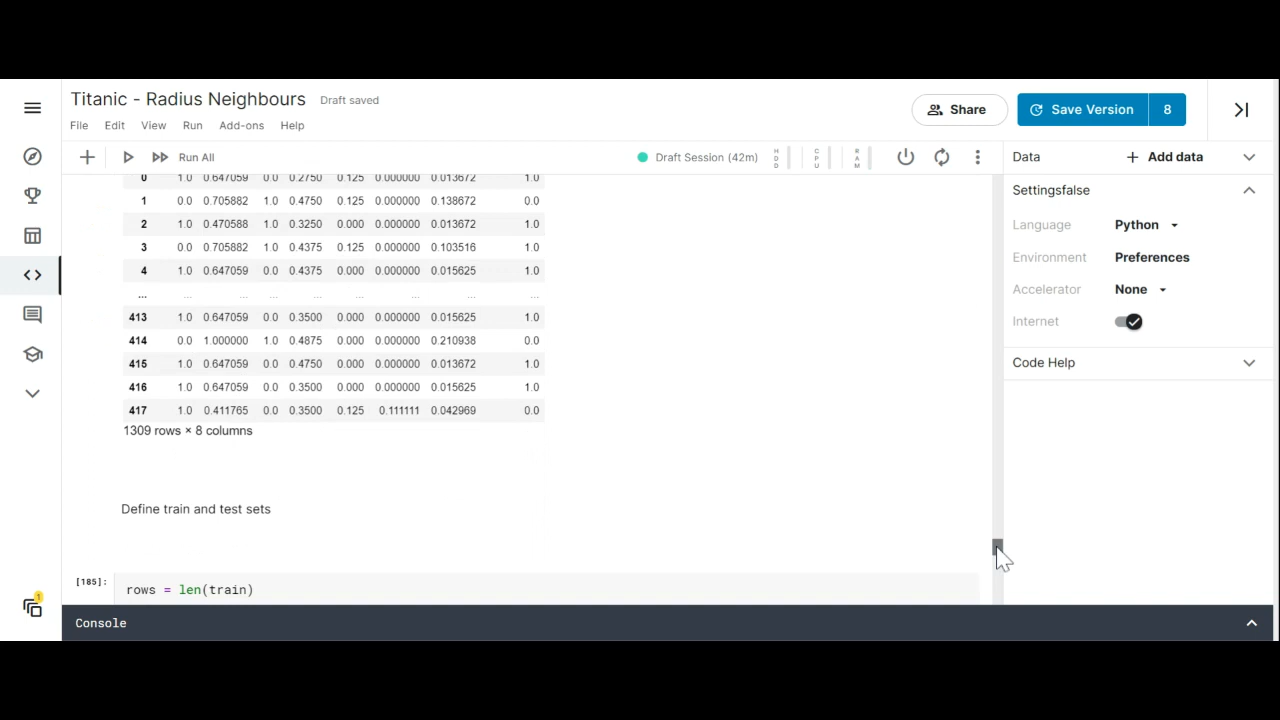 Titanic - Radius Neighbours Draft saved
Share
Save Version 8
File Edit View Run Add-ons Help
Run All
Draft Session (42m)
HDD
CPU
RAM
Data
Add data
Settingsfalse
Language Python
Environment Preferences
Accelerator None
Internet
Code Help
0 1.0 0.647059 0.0 0.2750 0.125 0.000000 0.013672 1.0
1 0.0 0.705882 1.0 0.4750 0.125 0.000000 0.138672 0.0
2 1.0 0.470588 1.0 0.3250 0.000 0.000000 0.013672 1.0
3 0.0 0.705882 1.0 0.4375 0.125 0.000000 0.103516 1.0
4 1.0 0.647059 0.0 0.4375 0.000 0.000000 0.015625 1.0
... ... ... ... ... ... ... ... ...
413 1.0 0.647059 0.0 0.3500 0.000 0.000000 0.015625 1.0
414 0.0 1.000000 1.0 0.4875 0.000 0.000000 0.210938 0.0
415 1.0 0.647059 0.0 0.4750 0.000 0.000000 0.013672 1.0
416 1.0 0.647059 0.0 0.3500 0.000 0.000000 0.015625 1.0
417 1.0 0.411765 0.0 0.3500 0.125 0.111111 0.042969 0.0
1309 rows × 8 columns
Define train and test sets
[185]:
rows = len(train)
1
Console